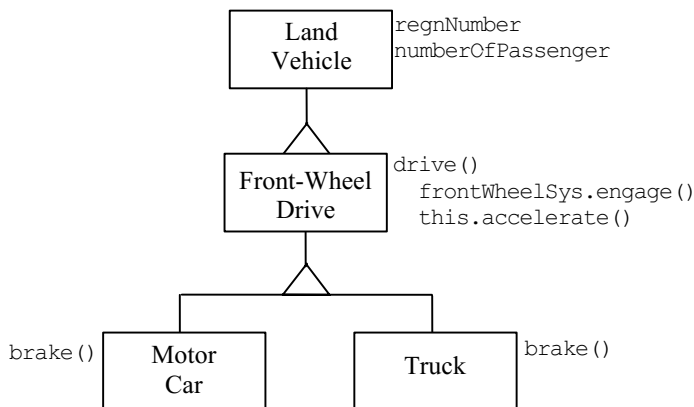 Land
Vehicle
regnNumber
numberOfPassenger
Front-Wheel
Drive
drive()
frontWheelSys.engage()
this.accelerate()
brake()
Motor
Car
Truck
brake()